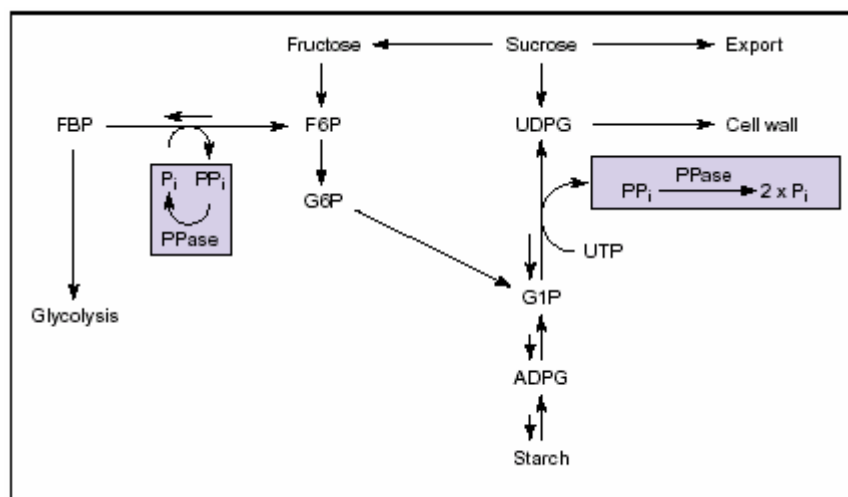 Fructose Sucrose Export
FBP F6P UDPG Cell wall
Pi PPi
PPase
PPase
PPi 2 x Pi
G6P
UTP
G1P
Glycolysis
ADPG
Starch